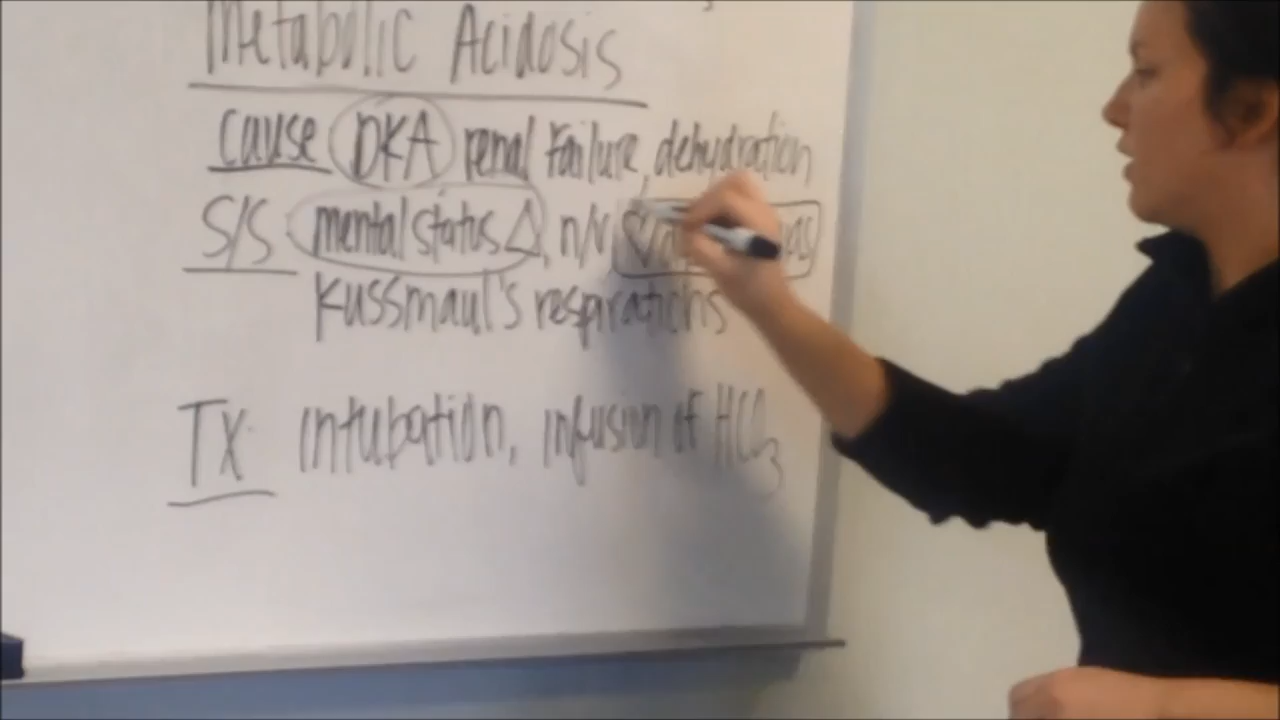 Metabolic Acidosis
cause DKA renal failure, dehydration
S/S mental status Δ, n/v
Kussmaul's respirations
TX intubation, infusion of HCO3